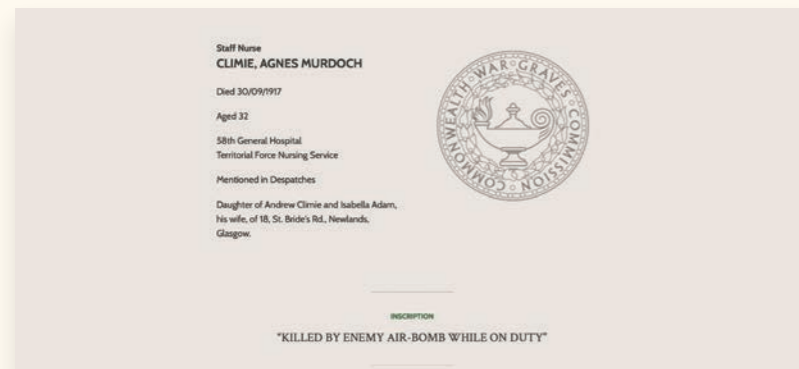 Staff Nurse
CLIMIE, AGNES MURDOCH
Died 30/09/1917
Aged 32
58th General Hospital
Territorial Force Nursing Service
Mentioned in Despatches
Daughter of Andrew Climie and Isabella Adam,
his wife, of 18, St. Bride's Rd., Newlands,
Glasgow.
COMMONWEALTH · WAR · GRAVES · COMMISSION ·
INSCRIPTION
"KILLED BY ENEMY AIR-BOMB WHILE ON DUTY"